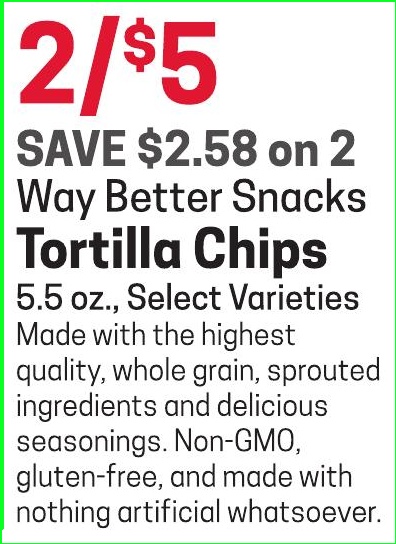 2/$5
SAVE $2.58 on 2
Way Better Snacks
Tortilla Chips
5.5 oz., Select Varieties
Made with the highest
quality, whole grain, sprouted
ingredients and delicious
seasonings. Non-GMO,
gluten-free, and made with
nothing artificial whatsoever.